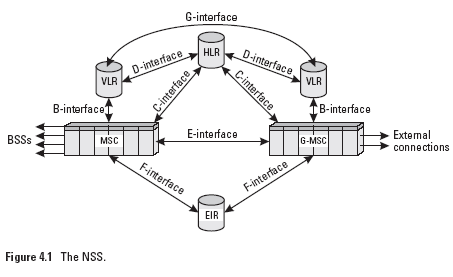 G-interface
HLR
D-interface
D-interface
VLR
VLR
C-interface
C-interface
B-interface
B-interface
BSSs
MSC
E-interface
G-MSC
External
connections
F-interface
F-interface
EIR
Figure 4.1 The NSS.